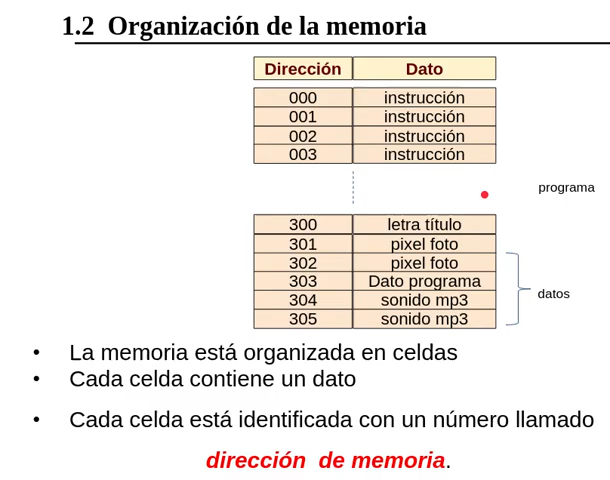 1.2 Organización de la memoria
Dirección Dato
000 instrucción
001 instrucción
002 instrucción
003 instrucción
programa
300 letra título
301 pixel foto
302 pixel foto
303 Dato programa
304 sonido mp3
305 sonido mp3
datos
• La memoria está organizada en celdas
• Cada celda contiene un dato
• Cada celda está identificada con un número llamado
dirección de memoria.